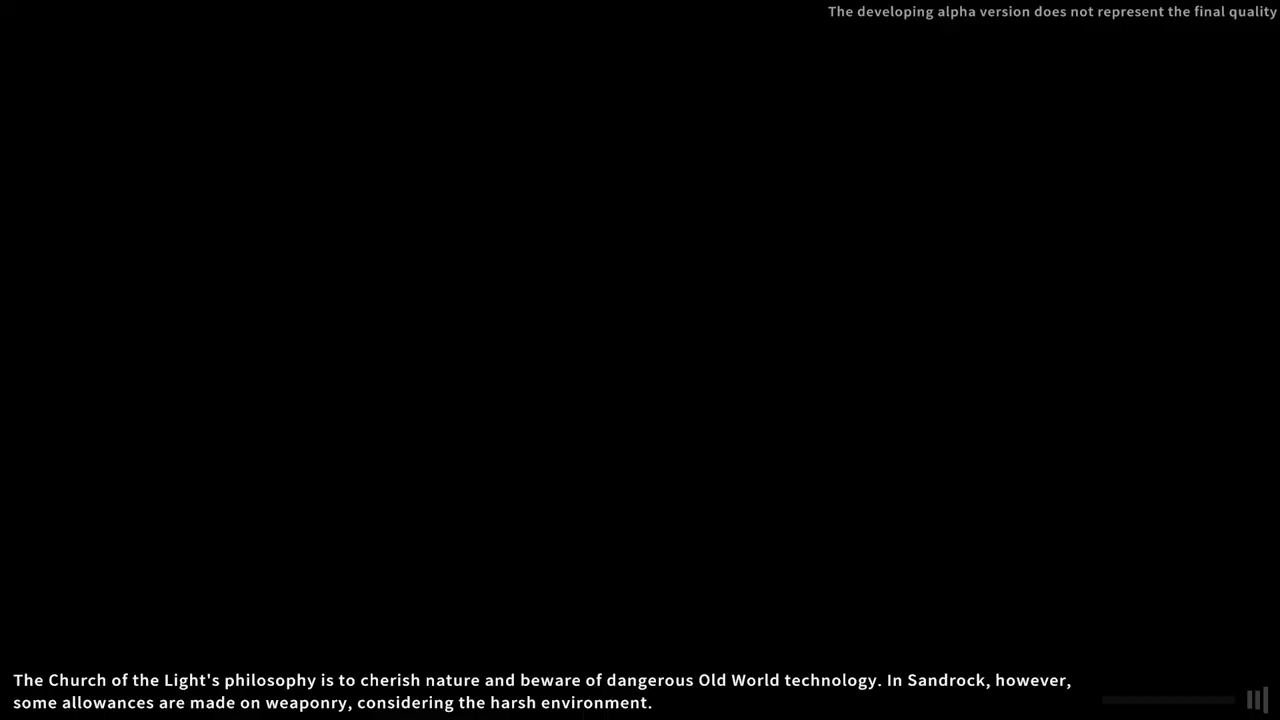 The developing alpha version does not represent the final quality
The Church of the Light's philosophy is to cherish nature and beware of dangerous Old World technology. In Sandrock, however,
some allowances are made on weaponry, considering the harsh environment.